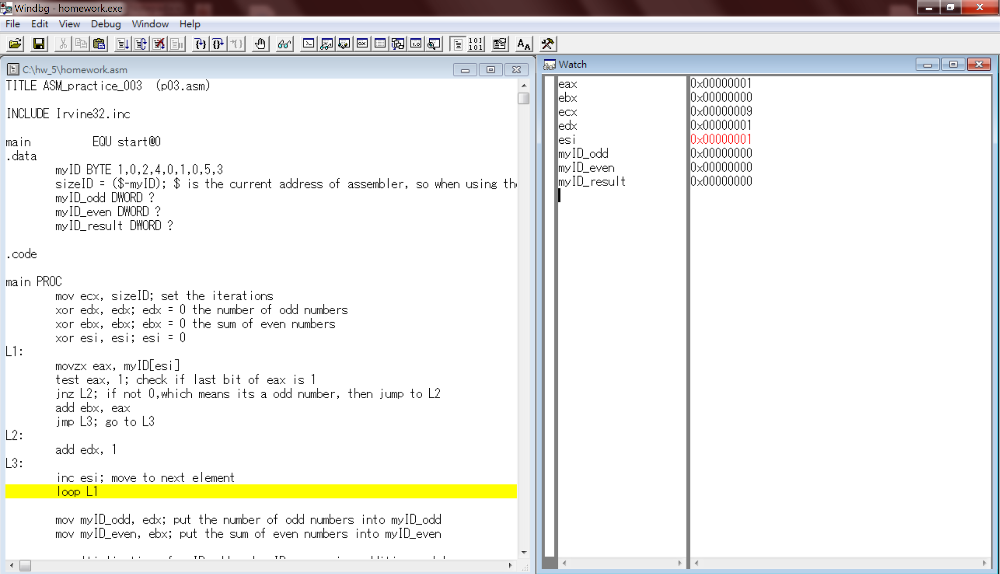 Windbg - homework.exe
File Edit View Debug Window Help
C:\hw_5\homework.asm
TITLE ASM_practice_003 (p03.asm)
INCLUDE Irvine32.inc
main EQU start@0
.data
myID BYTE 1,0,2,4,0,1,0,5,3
sizeID = ($-myID); $ is the current address of assembler, so when using
myID_odd DWORD ?
myID_even DWORD ?
myID_result DWORD ?
.code
main PROC
mov ecx, sizeID; set the iterations
xor edx, edx; edx = 0 the number of odd numbers
xor ebx, ebx; ebx = 0 the sum of even numbers
xor esi, esi; esi = 0
L1:
movzx eax, myID[esi]
test eax, 1; check if last bit of eax is 1
jnz L2; if not 0,which means its a odd number, then jump to L2
add ebx, eax
jmp L3; go to L3
L2:
add edx, 1
L3:
inc esi; move to next element
loop L1
mov myID_odd, edx; put the number of odd numbers into myID_odd
mov myID_even, ebx; put the sum of even numbers into myID_even
Watch
eax 0x00000001
ebx 0x00000000
ecx 0x00000009
edx 0x00000001
esi 0x00000001
myID_odd 0x00000000
myID_even 0x00000000
myID_result 0x00000000